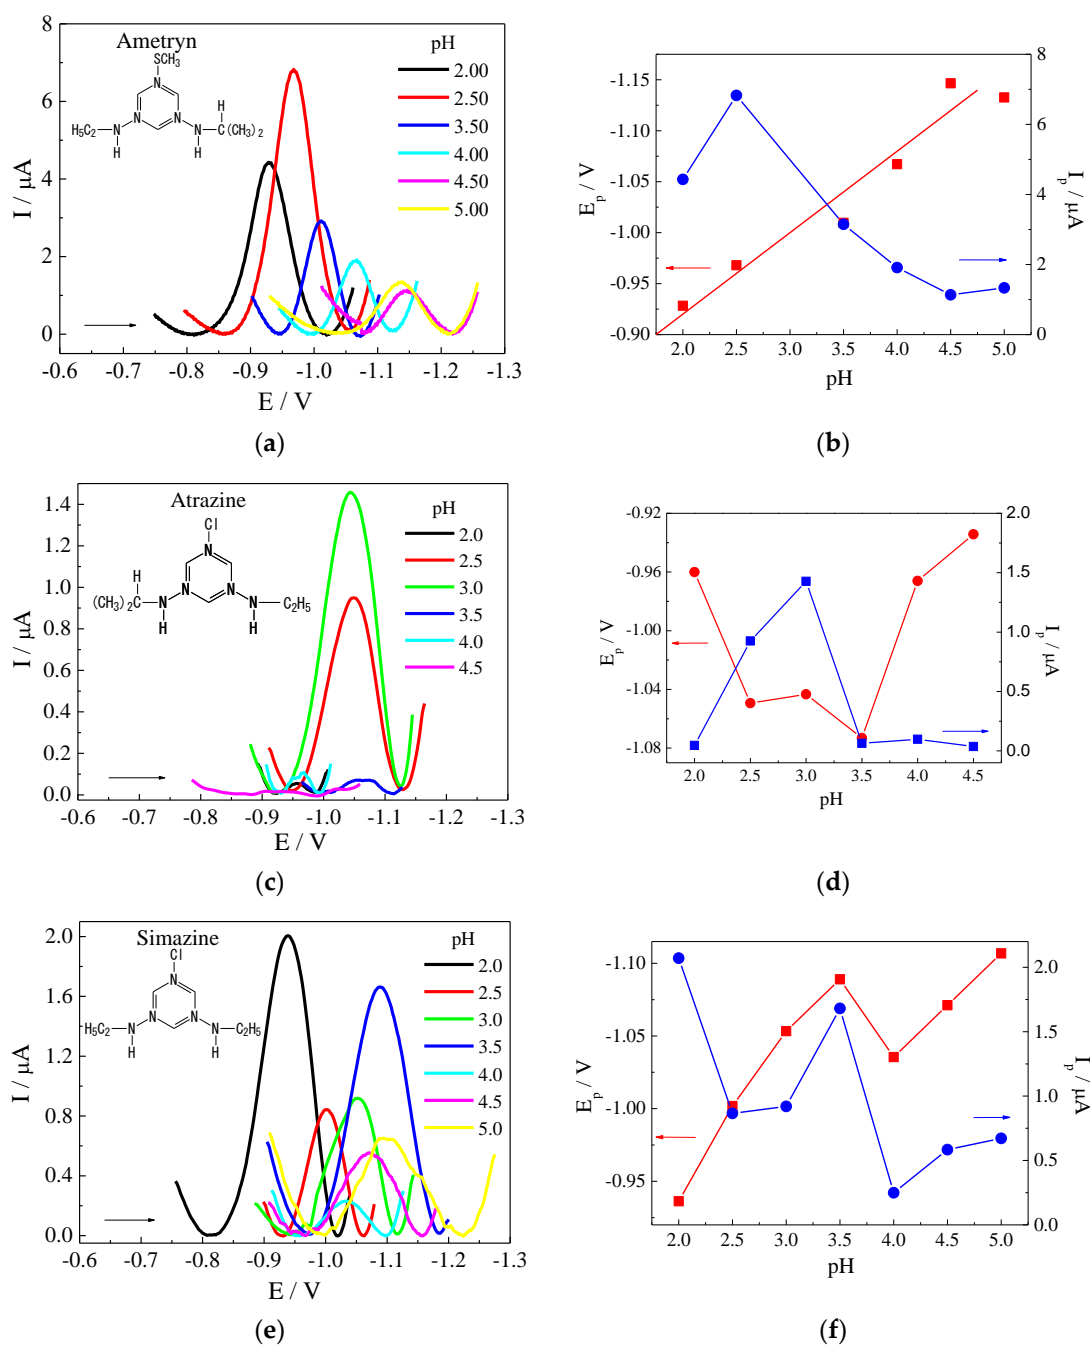 Ametryn
SCH₃
N
N
N
H₅C₂
N
H
N
H
H
C(CH₃)₂
pH
2.00
2.50
3.50
4.00
4.50
5.00
8
6
4
2
0
I / μA
-0.6 -0.7 -0.8 -0.9 -1.0 -1.1 -1.2 -1.3
E / V
(a)
-1.15
-1.10
-1.05
-1.00
-0.95
-0.90
E_p / V
8
6
4
2
0
I_p / μA
2.0 2.5 3.0 3.5 4.0 4.5 5.0
pH
(b)
Atrazine
Cl
N
N
N
H
(CH₃)₂C
N
H
N
H
C₂H₅
pH
2.0
2.5
3.0
3.5
4.0
4.5
1.4
1.2
1.0
0.8
0.6
0.4
0.2
0.0
I / μA
-0.6 -0.7 -0.8 -0.9 -1.0 -1.1 -1.2 -1.3
E / V
(c)
-0.92
-0.96
-1.00
-1.04
-1.08
E_p / V
2.0
1.5
1.0
0.5
0.0
I_p / μA
2.0 2.5 3.0 3.5 4.0 4.5
pH
(d)
Simazine
Cl
N
N
N
H₅C₂
N
H
N
H
C₂H₅
pH
2.0
2.5
3.0
3.5
4.0
4.5
5.0
2.0
1.6
1.2
0.8
0.4
0.0
I / μA
-0.6 -0.7 -0.8 -0.9 -1.0 -1.1 -1.2 -1.3
E / V
(e)
-1.10
-1.05
-1.00
-0.95
E_p / V
2.0
1.5
1.0
0.5
0.0
I_p / μA
2.0 2.5 3.0 3.5 4.0 4.5 5.0
pH
(f)